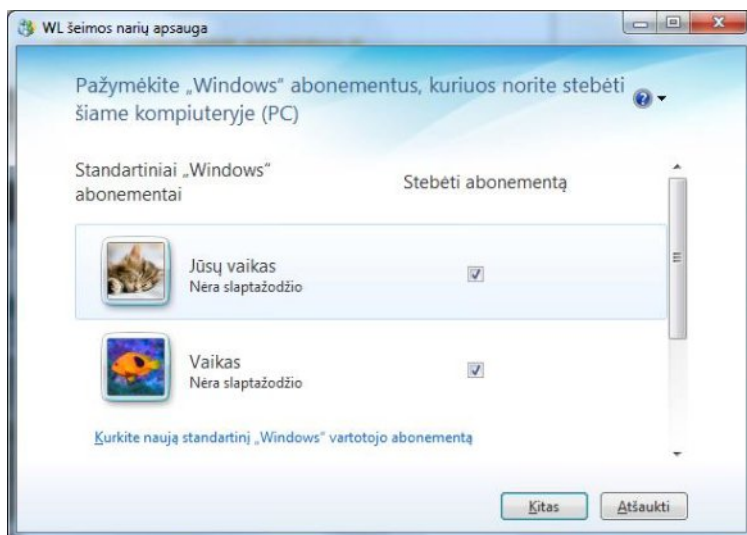 WL šeimos narių apsauga
Pažymėkite „Windows“ abonementus, kuriuos norite stebėti
šiame kompiuteryje (PC)
Standartiniai „Windows“
abonementai
Stebėti abonementą
Jūsų vaikas
Nėra slaptažodžio
Vaikas
Nėra slaptažodžio
Kurkite naują standartinį „Windows“ vartotojo abonementą
Kitas
Atšaukti